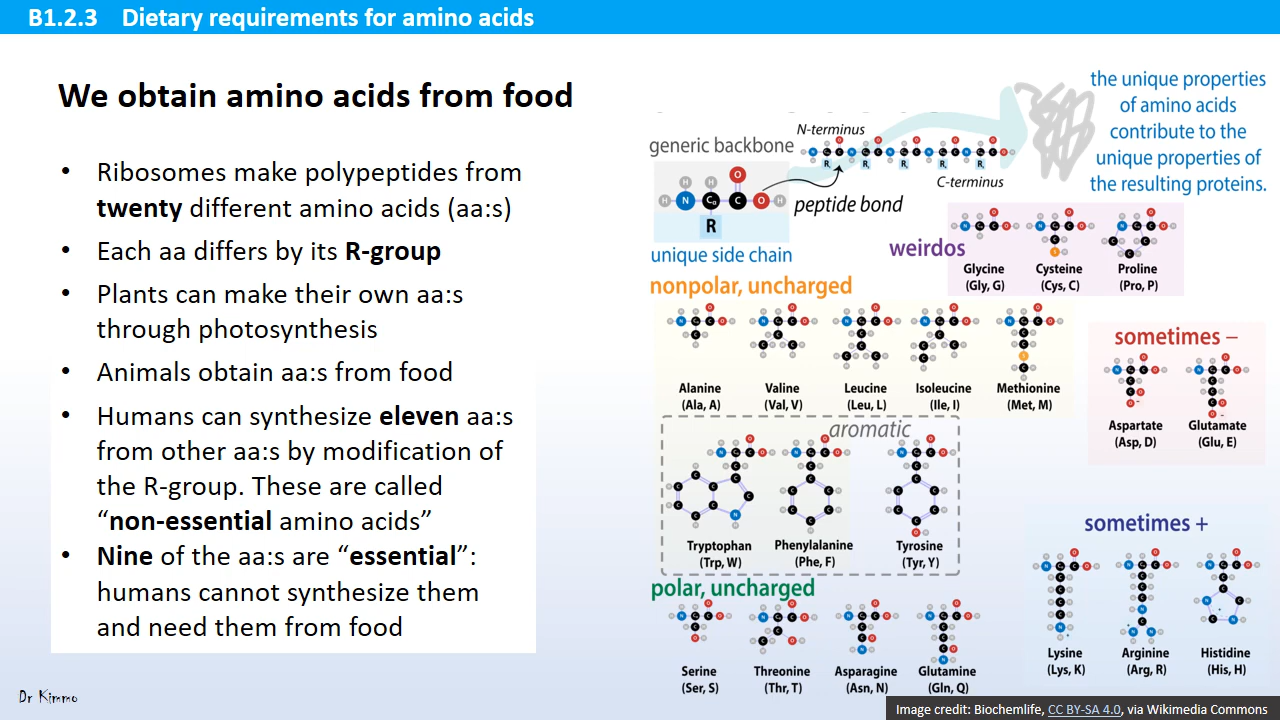 B1.2.3 Dietary requirements for amino acids
We obtain amino acids from food
• Ribosomes make polypeptides from
twenty different amino acids (aa:s)
• Each aa differs by its R-group
• Plants can make their own aa:s
through photosynthesis
• Animals obtain aa:s from food
• Humans can synthesize eleven aa:s
from other aa:s by modification of
the R-group. These are called
“non-essential amino acids”
• Nine of the aa:s are “essential”:
humans cannot synthesize them
and need them from food
Dr Kimmo
the unique properties
of amino acids
contribute to the
unique properties of
the resulting proteins.
N-terminus
generic backbone
R R R R R
C-terminus
H H O
H N Cα C O H
R
peptide bond
unique side chain
weirdos
Glycine Cysteine Proline
(Gly, G) (Cys, C) (Pro, P)
nonpolar, uncharged
Alanine Valine Leucine Isoleucine Methionine
(Ala, A) (Val, V) (Leu, L) (Ile, I) (Met, M)
sometimes –
Aspartate Glutamate
(Asp, D) (Glu, E)
aromatic
Tryptophan Phenylalanine Tyrosine
(Trp, W) (Phe, F) (Tyr, Y)
sometimes +
Lysine Arginine Histidine
(Lys, K) (Arg, R) (His, H)
polar, uncharged
Serine Threonine Asparagine Glutamine
(Ser, S) (Thr, T) (Asn, N) (Gln, Q)
Image credit: Biochemlife, CC BY-SA 4.0, via Wikimedia Commons